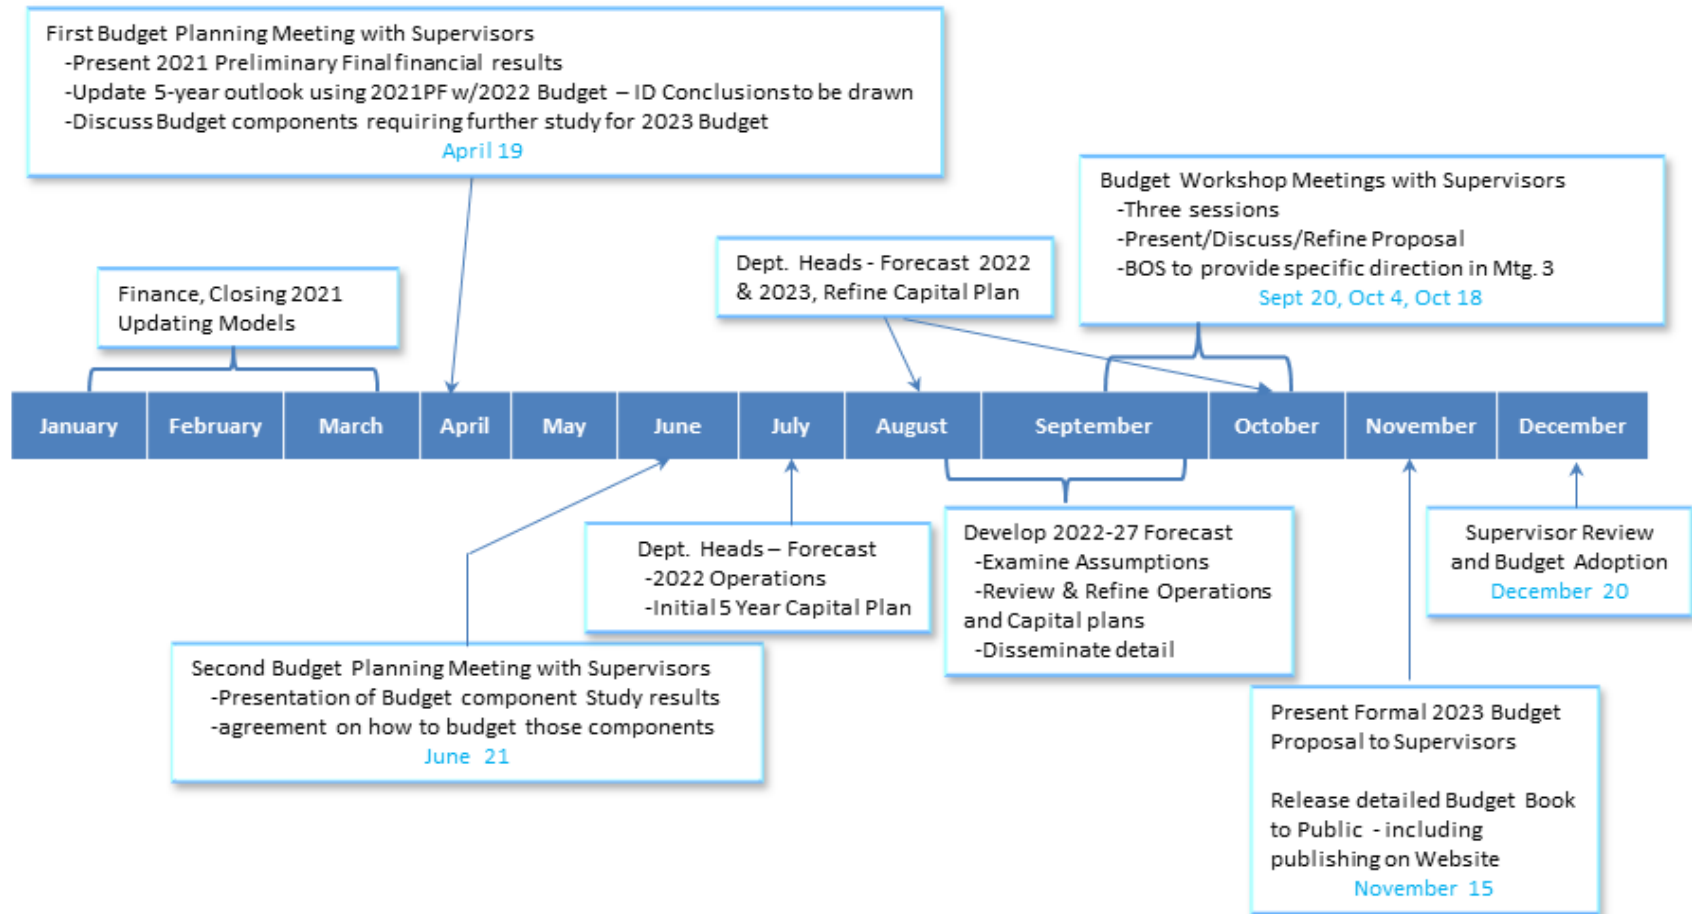 First Budget Planning Meeting with Supervisors
-Present 2021 Preliminary Final financial results
-Update 5-year outlook using 2021PF w/2022 Budget – ID Conclusions to be drawn
-Discuss Budget components requiring further study for 2023 Budget
April 19
Budget Workshop Meetings with Supervisors
-Three sessions
-Present/Discuss/Refine Proposal
-BOS to provide specific direction in Mtg. 3
Sept 20, Oct 4, Oct 18
Dept. Heads - Forecast 2022
& 2023, Refine Capital Plan
Finance, Closing 2021
Updating Models
January February March April May June July August September October November December
Dept. Heads – Forecast
-2022 Operations
-Initial 5 Year Capital Plan
Develop 2022-27 Forecast
-Examine Assumptions
-Review & Refine Operations
and Capital plans
-Disseminate detail
Supervisor Review
and Budget Adoption
December 20
Second Budget Planning Meeting with Supervisors
-Presentation of Budget component Study results
-agreement on how to budget those components
June 21
Present Formal 2023 Budget
Proposal to Supervisors
Release detailed Budget Book
to Public - including
publishing on Website
November 15